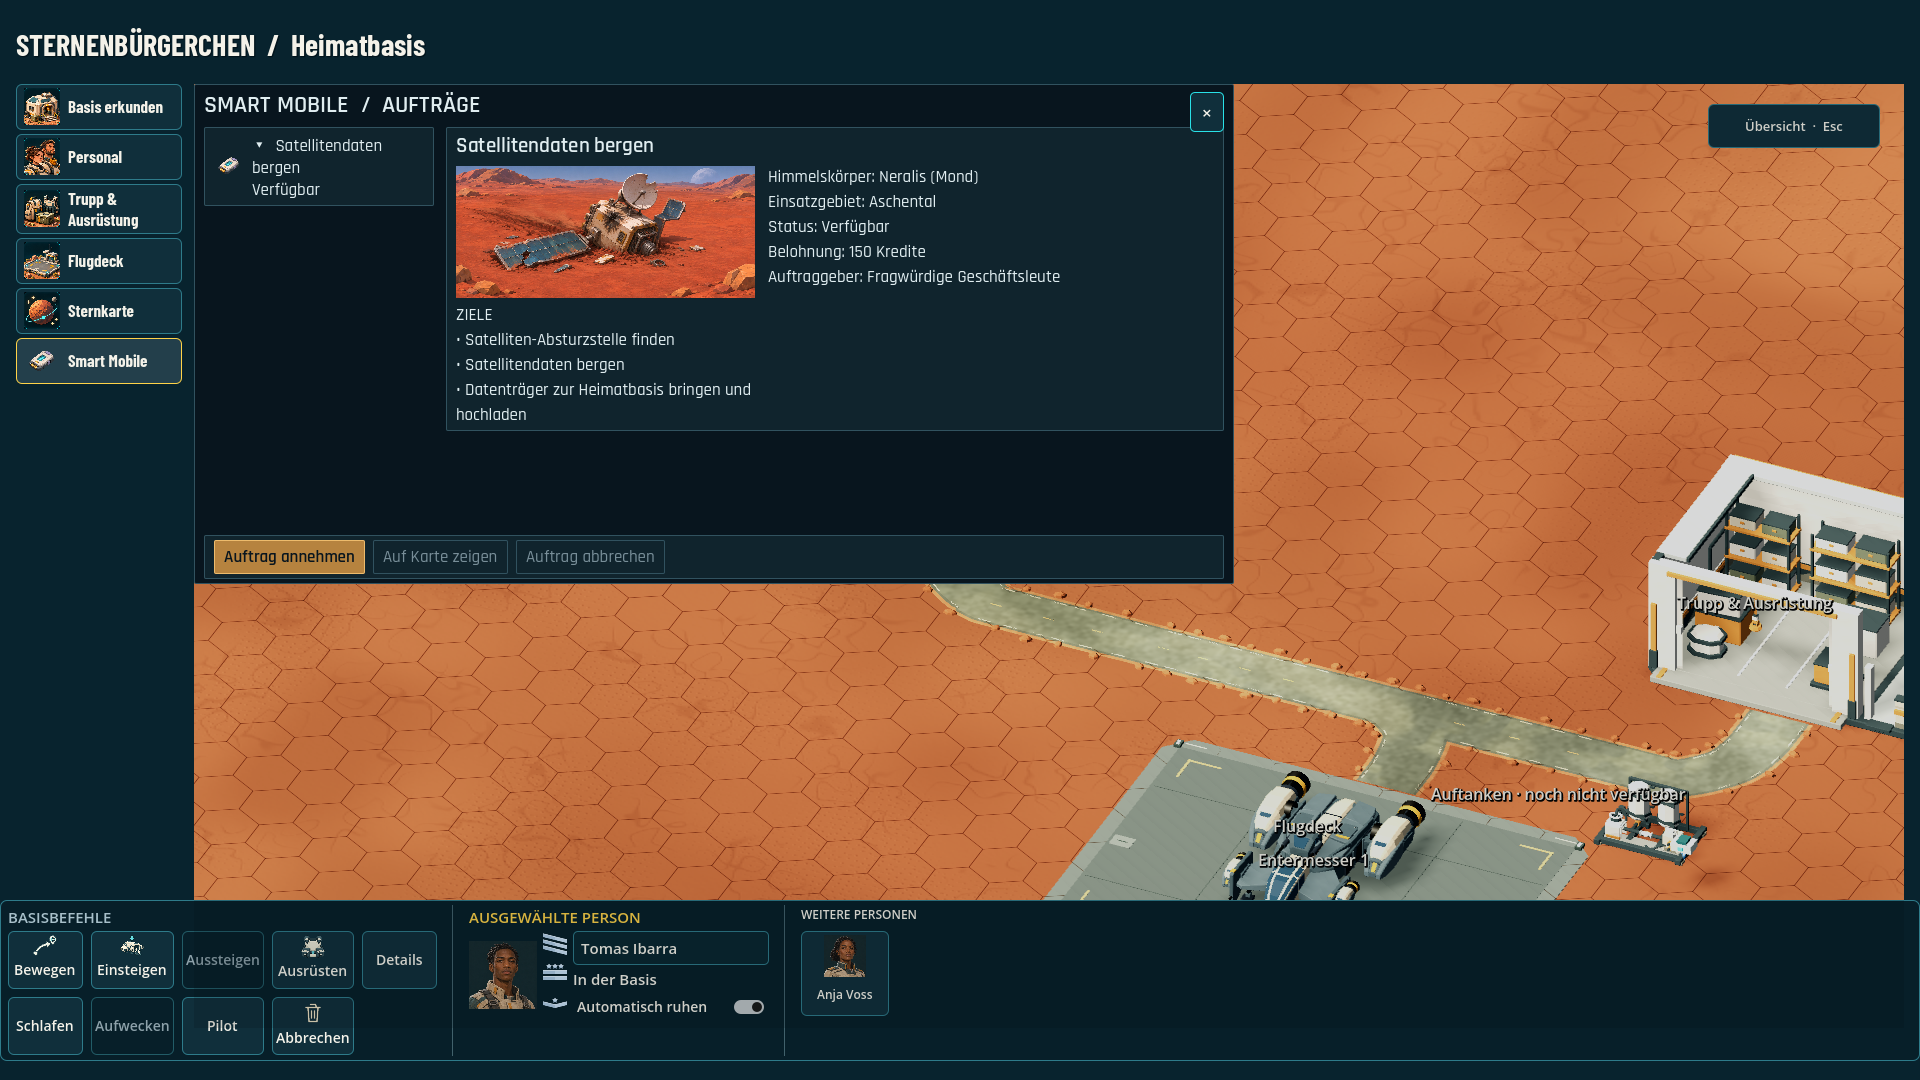 STERNENBÜRGERCHEN / Heimatbasis
Basis erkunden
Personal
Trupp &
Ausrüstung
Flugdeck
Sternkarte
Smart Mobile
SMART MOBILE / AUFTRÄGE
×
▾ Satellitendaten
bergen
Verfügbar
Satellitendaten bergen
Himmelskörper: Neralis (Mond)
Einsatzgebiet: Aschental
Status: Verfügbar
Belohnung: 150 Kredite
Auftraggeber: Fragwürdige Geschäftsleute
ZIELE
· Satelliten-Absturzstelle finden
· Satellitendaten bergen
· Datenträger zur Heimatbasis bringen und
hochladen
Auftrag annehmen
Auf Karte zeigen
Auftrag abbrechen
Übersicht · Esc
Trupp & Ausrüstung
Auftanken · noch nicht verfügbar
Flugdeck
Entermesser 1
BASISBEFEHLE
Bewegen
Einsteigen
Aussteigen
Ausrüsten
Details
Schlafen
Aufwecken
Pilot
Abbrechen
AUSGEWÄHLTE PERSON
Tomas Ibarra
In der Basis
Automatisch ruhen
WEITERE PERSONEN
Anja Voss